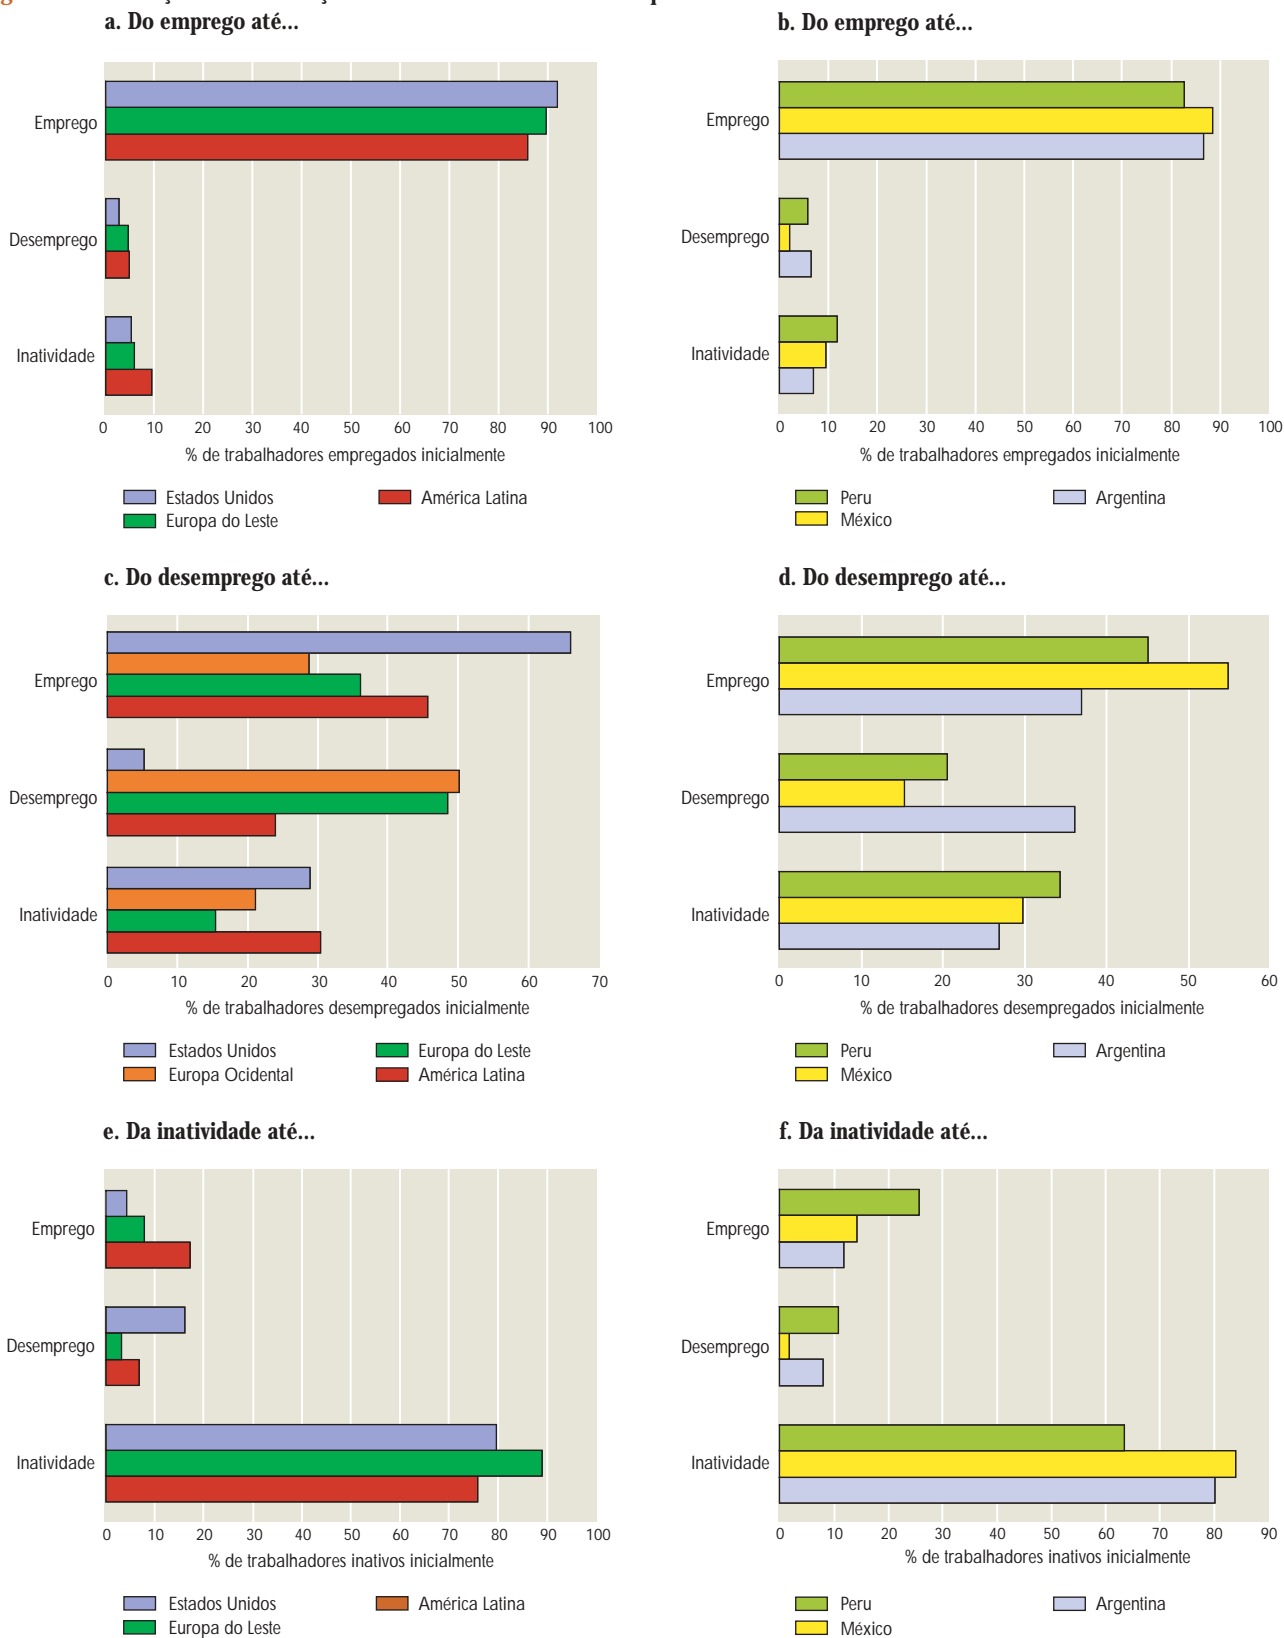 a. Do emprego até...
Emprego
Desemprego
Inatividade
0 10 20 30 40 50 60 70 80 90 100
% de trabalhadores empregados inicialmente
Estados Unidos
América Latina
Europa do Leste
b. Do emprego até...
Emprego
Desemprego
Inatividade
0 10 20 30 40 50 60 70 80 90 100
% de trabalhadores empregados inicialmente
Peru
Argentina
México
c. Do desemprego até...
Emprego
Desemprego
Inatividade
0 10 20 30 40 50 60 70
% de trabalhadores desempregados inicialmente
Estados Unidos
Europa do Leste
Europa Ocidental
América Latina
d. Do desemprego até...
Emprego
Desemprego
Inatividade
0 10 20 30 40 50 60
% de trabalhadores desempregados inicialmente
Peru
Argentina
México
e. Da inatividade até...
Emprego
Desemprego
Inatividade
0 10 20 30 40 50 60 70 80 90 100
% de trabalhadores inativos inicialmente
Estados Unidos
América Latina
Europa do Leste
f. Da inatividade até...
Emprego
Desemprego
Inatividade
0 10 20 30 40 50 60 70 80 90
% de trabalhadores inativos inicialmente
Peru
Argentina
México